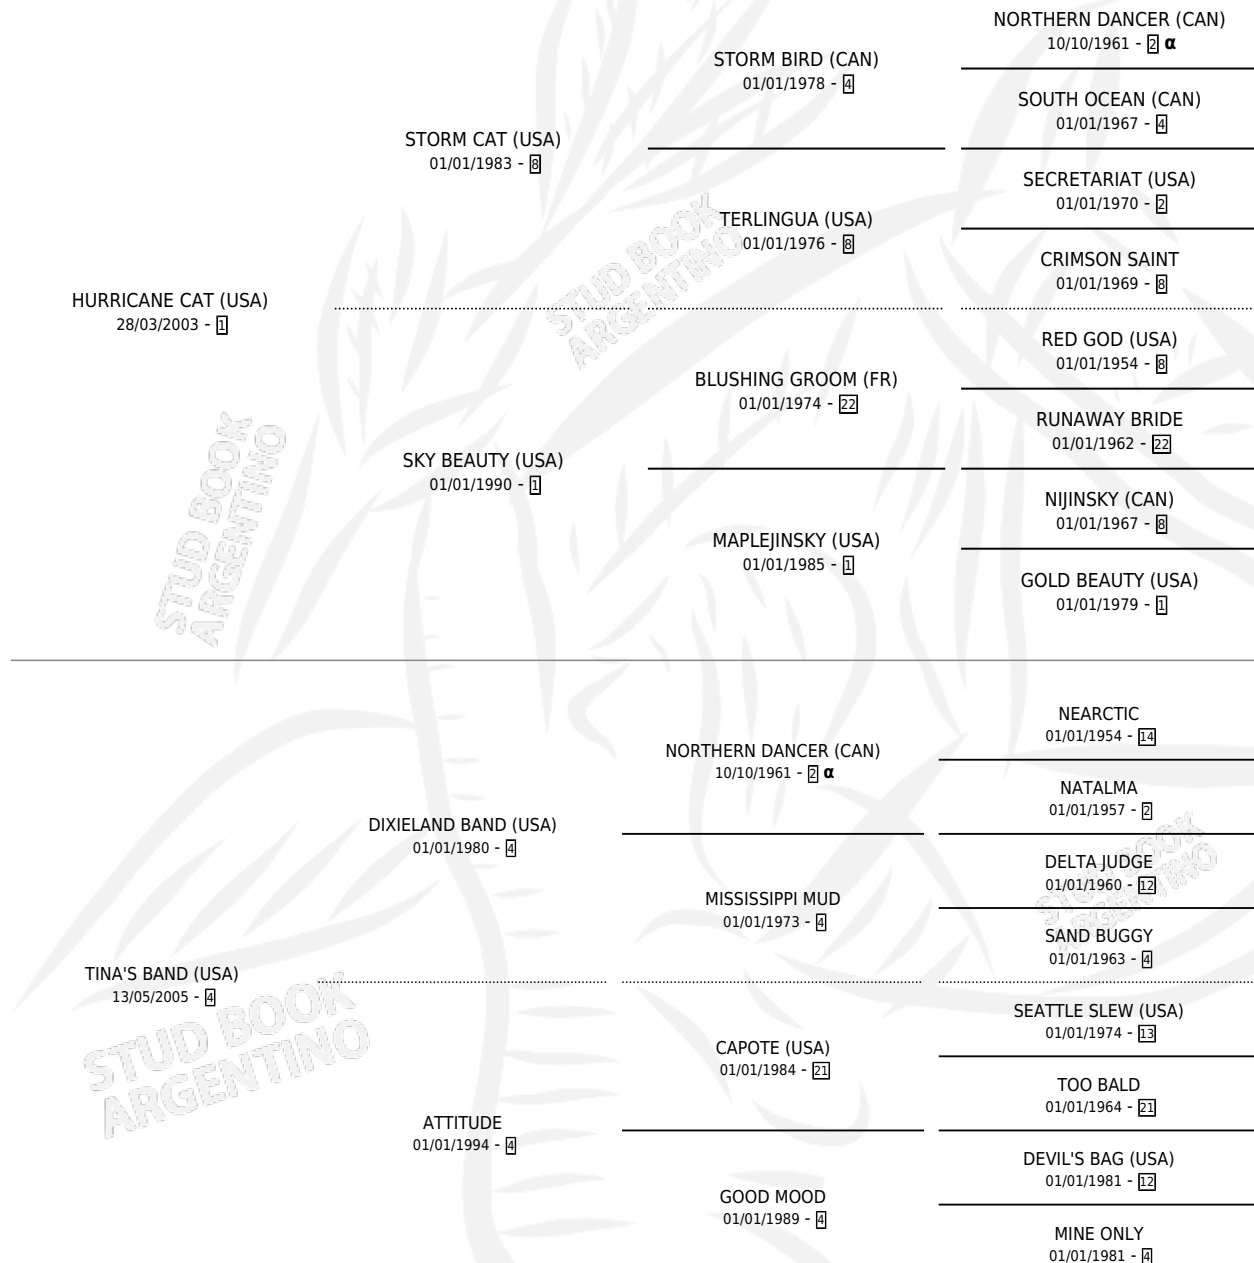 NORTHERN DANCER (CAN)
10/10/1961 - 2 α
STORM BIRD (CAN)
01/01/1978 - 4
SOUTH OCEAN (CAN)
01/01/1967 - 4
STORM CAT (USA)
01/01/1983 - 8
SECRETARIAT (USA)
01/01/1970 - 2
TERLINGUA (USA)
01/01/1976 - 8
CRIMSON SAINT
01/01/1969 - 8
HURRICANE CAT (USA)
28/03/2003 - 1
RED GOD (USA)
01/01/1954 - 8
BLUSHING GROOM (FR)
01/01/1974 - 22
RUNAWAY BRIDE
01/01/1962 - 22
SKY BEAUTY (USA)
01/01/1990 - 1
NIJINSKY (CAN)
01/01/1967 - 8
MAPLEJINSKY (USA)
01/01/1985 - 1
GOLD BEAUTY (USA)
01/01/1979 - 1
NEARCTIC
01/01/1954 - 14
NORTHERN DANCER (CAN)
10/10/1961 - 2 α
NATALMA
01/01/1957 - 2
DIXIELAND BAND (USA)
01/01/1980 - 4
DELTA JUDGE
01/01/1960 - 12
MISSISSIPPI MUD
01/01/1973 - 4
SAND BUGGY
01/01/1963 - 4
TINA'S BAND (USA)
13/05/2005 - 4
SEATTLE SLEW (USA)
01/01/1974 - 13
CAPOTE (USA)
01/01/1984 - 21
TOO BALD
01/01/1964 - 21
ATTITUDE
01/01/1994 - 4
DEVIL'S BAG (USA)
01/01/1981 - 12
GOOD MOOD
01/01/1989 - 4
MINE ONLY
01/01/1981 - 4
STUD BOOK
ARGENTINO
STUD BOOK
ARGENTINO
STUD BOOK
ARGENTINO
STUD BOOK
ARGENTINO